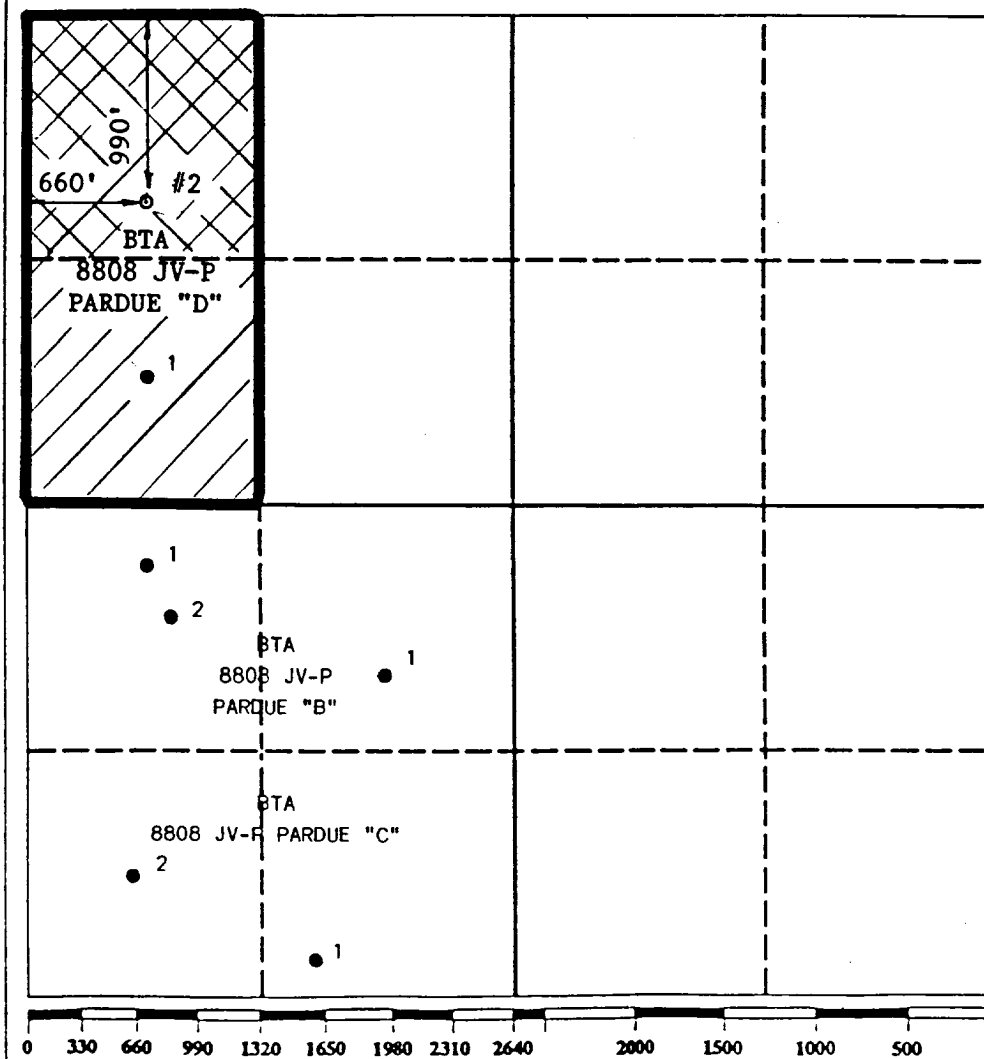 990'
660'
#2
BTA
8808 JV-P
PARDUE "D"
1
1
2
BTA
1
8808 JV-P
PARDUE "B"
BTA
8808 JV-P PARDUE "C"
2
1
0 330 660 990 1320 1650 1980 2310 2640 2000 1500 1000 500